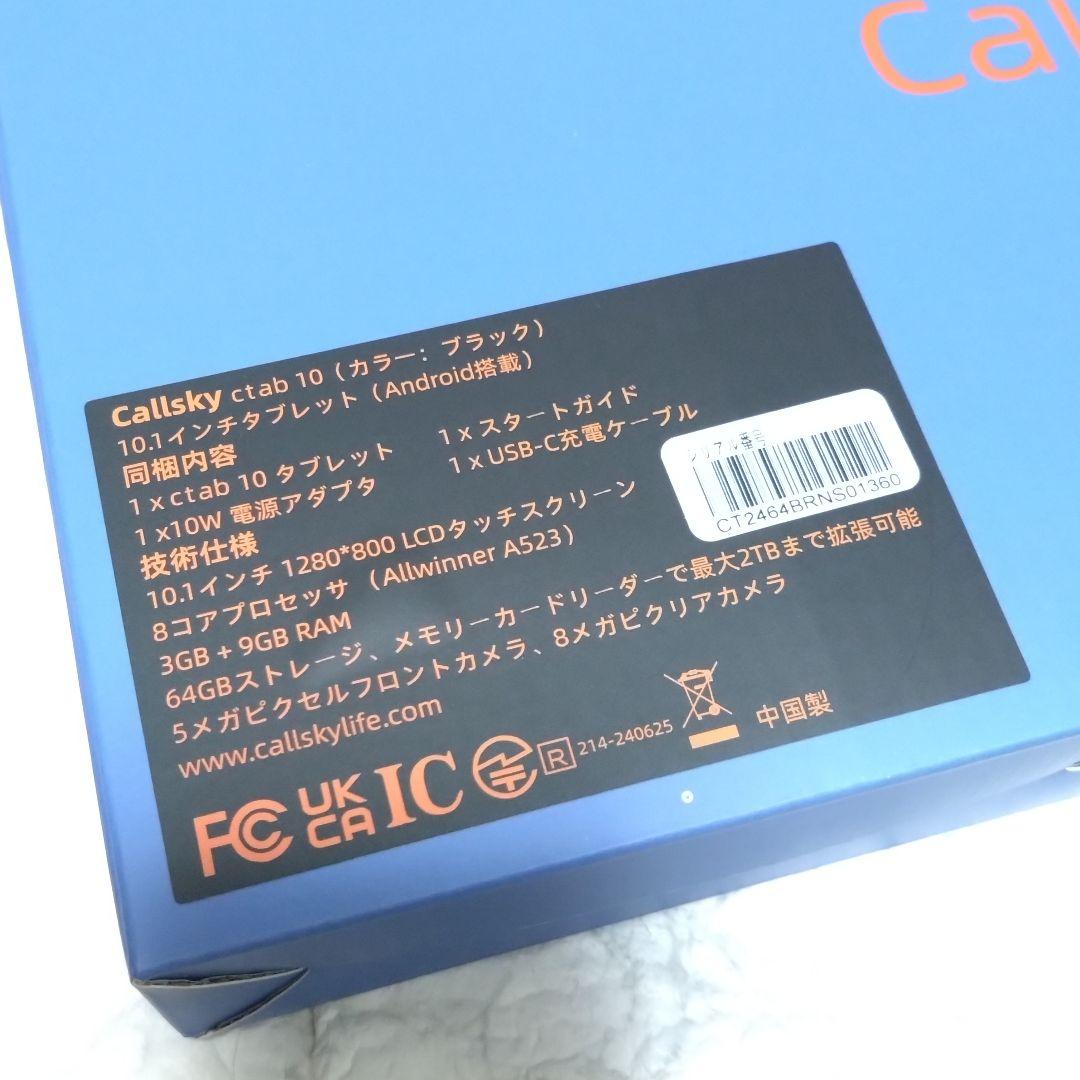 Cal
Callsky ctab 10（カラー：ブラック）
10.1インチタブレット（Android搭載）
同梱内容
1 x ctab 10 タブレット 1 x スタートガイド
1 x10W 電源アダプタ 1 x USB-C充電ケーブル
技術仕様
10.1インチ 1280*800 LCDタッチスクリーン
8コアプロセッサ （Allwinner A523）
3GB + 9GB RAM
64GBストレージ、メモリーカードリーダーで最大2TBまで拡張可能
5メガピクセルフロントカメラ、8メガピクリアカメラ
www.callskylife.com
シリアル番号
CT2464BRNS01360
FC UK CA IC R 214-240625 中国製